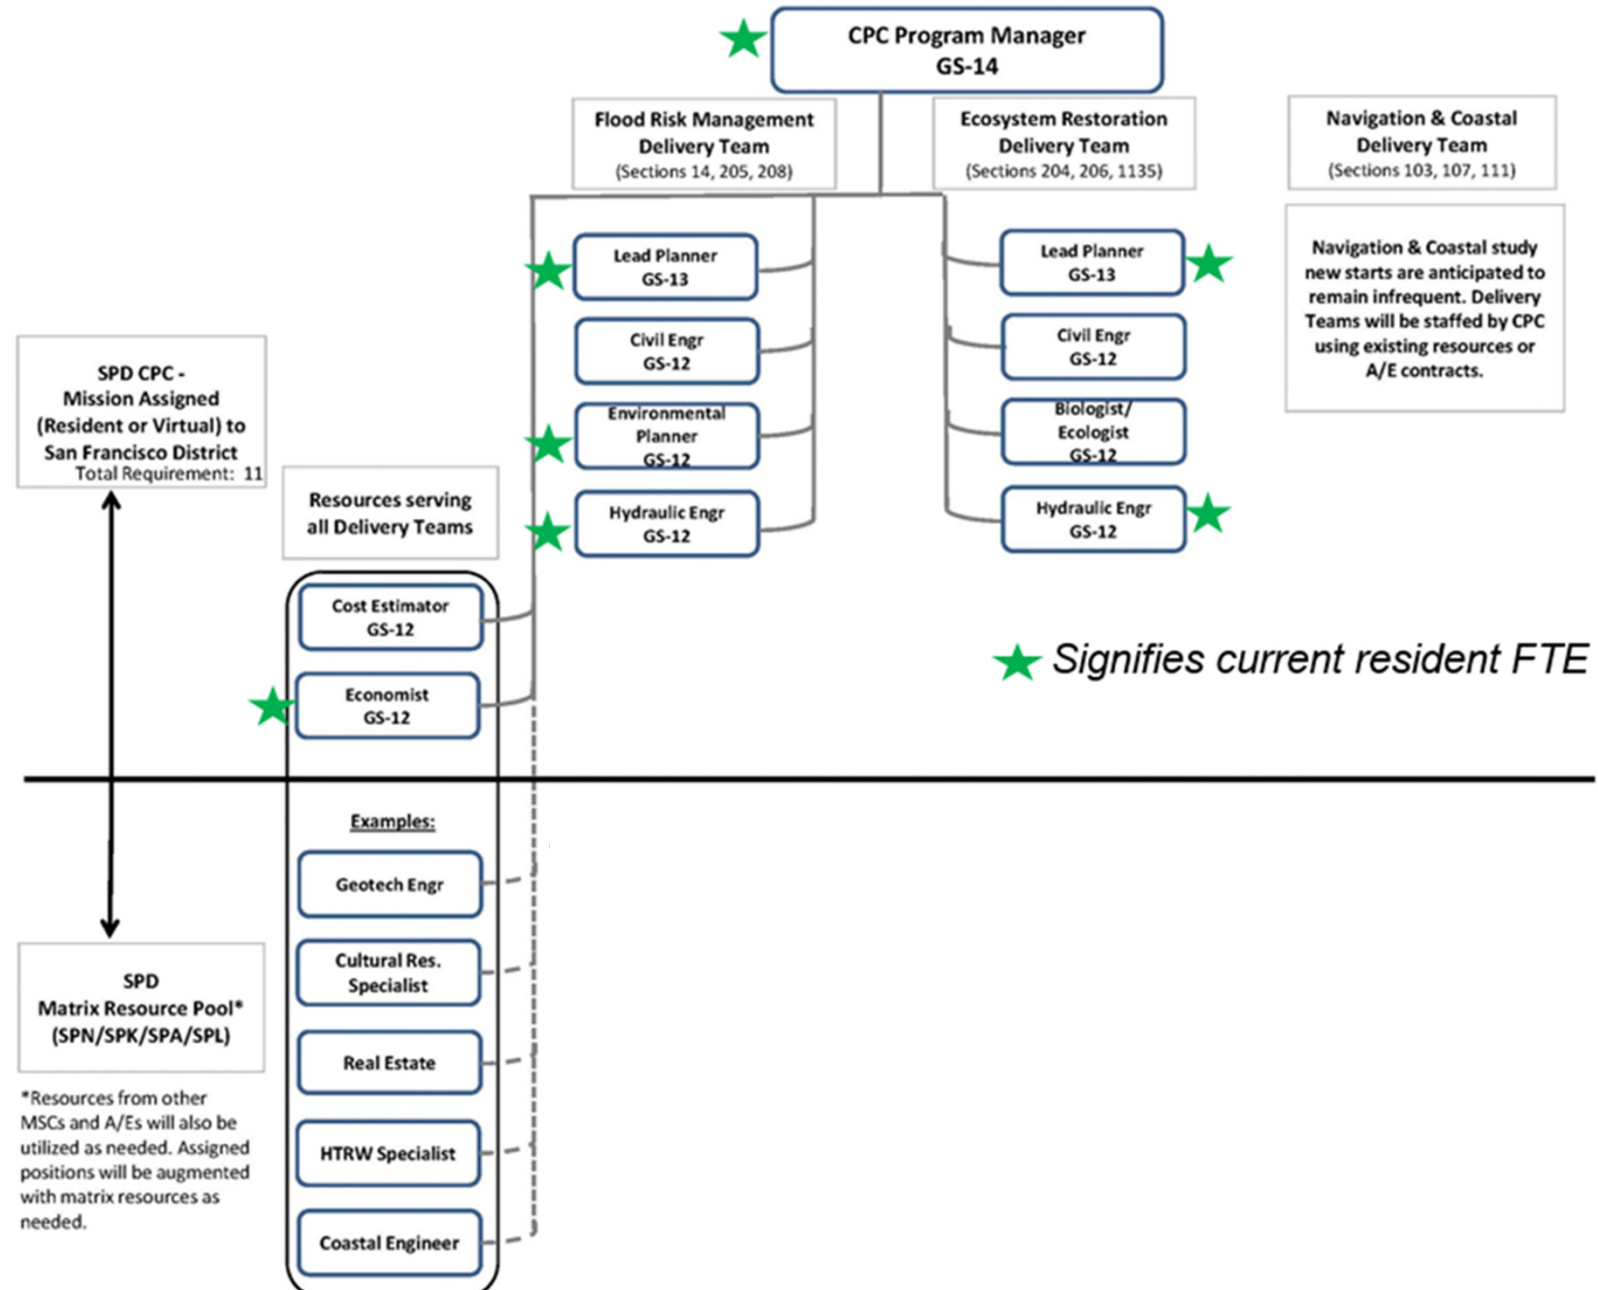 CPC Program Manager
GS-14
Flood Risk Management
Delivery Team
(Sections 14, 205, 208)
Ecosystem Restoration
Delivery Team
(Sections 204, 206, 1135)
Navigation & Coastal
Delivery Team
(Sections 103, 107, 111)
Lead Planner
GS-13
Civil Engr
GS-12
Environmental
Planner
GS-12
Hydraulic Engr
GS-12
Lead Planner
GS-13
Civil Engr
GS-12
Biologist/
Ecologist
GS-12
Hydraulic Engr
GS-12
Navigation & Coastal study
new starts are anticipated to
remain infrequent. Delivery
Teams will be staffed by CPC
using existing resources or
A/E contracts.
SPD CPC -
Mission Assigned
(Resident or Virtual) to
San Francisco District
Total Requirement: 11
Resources serving
all Delivery Teams
Cost Estimator
GS-12
Economist
GS-12
Signifies current resident FTE
Examples:
Geotech Engr
Cultural Res.
Specialist
Real Estate
HTRW Specialist
Coastal Engineer
SPD
Matrix Resource Pool*
(SPN/SPK/SPA/SPL)
*Resources from other
MSCs and A/Es will also be
utilized as needed. Assigned
positions will be augmented
with matrix resources as
needed.